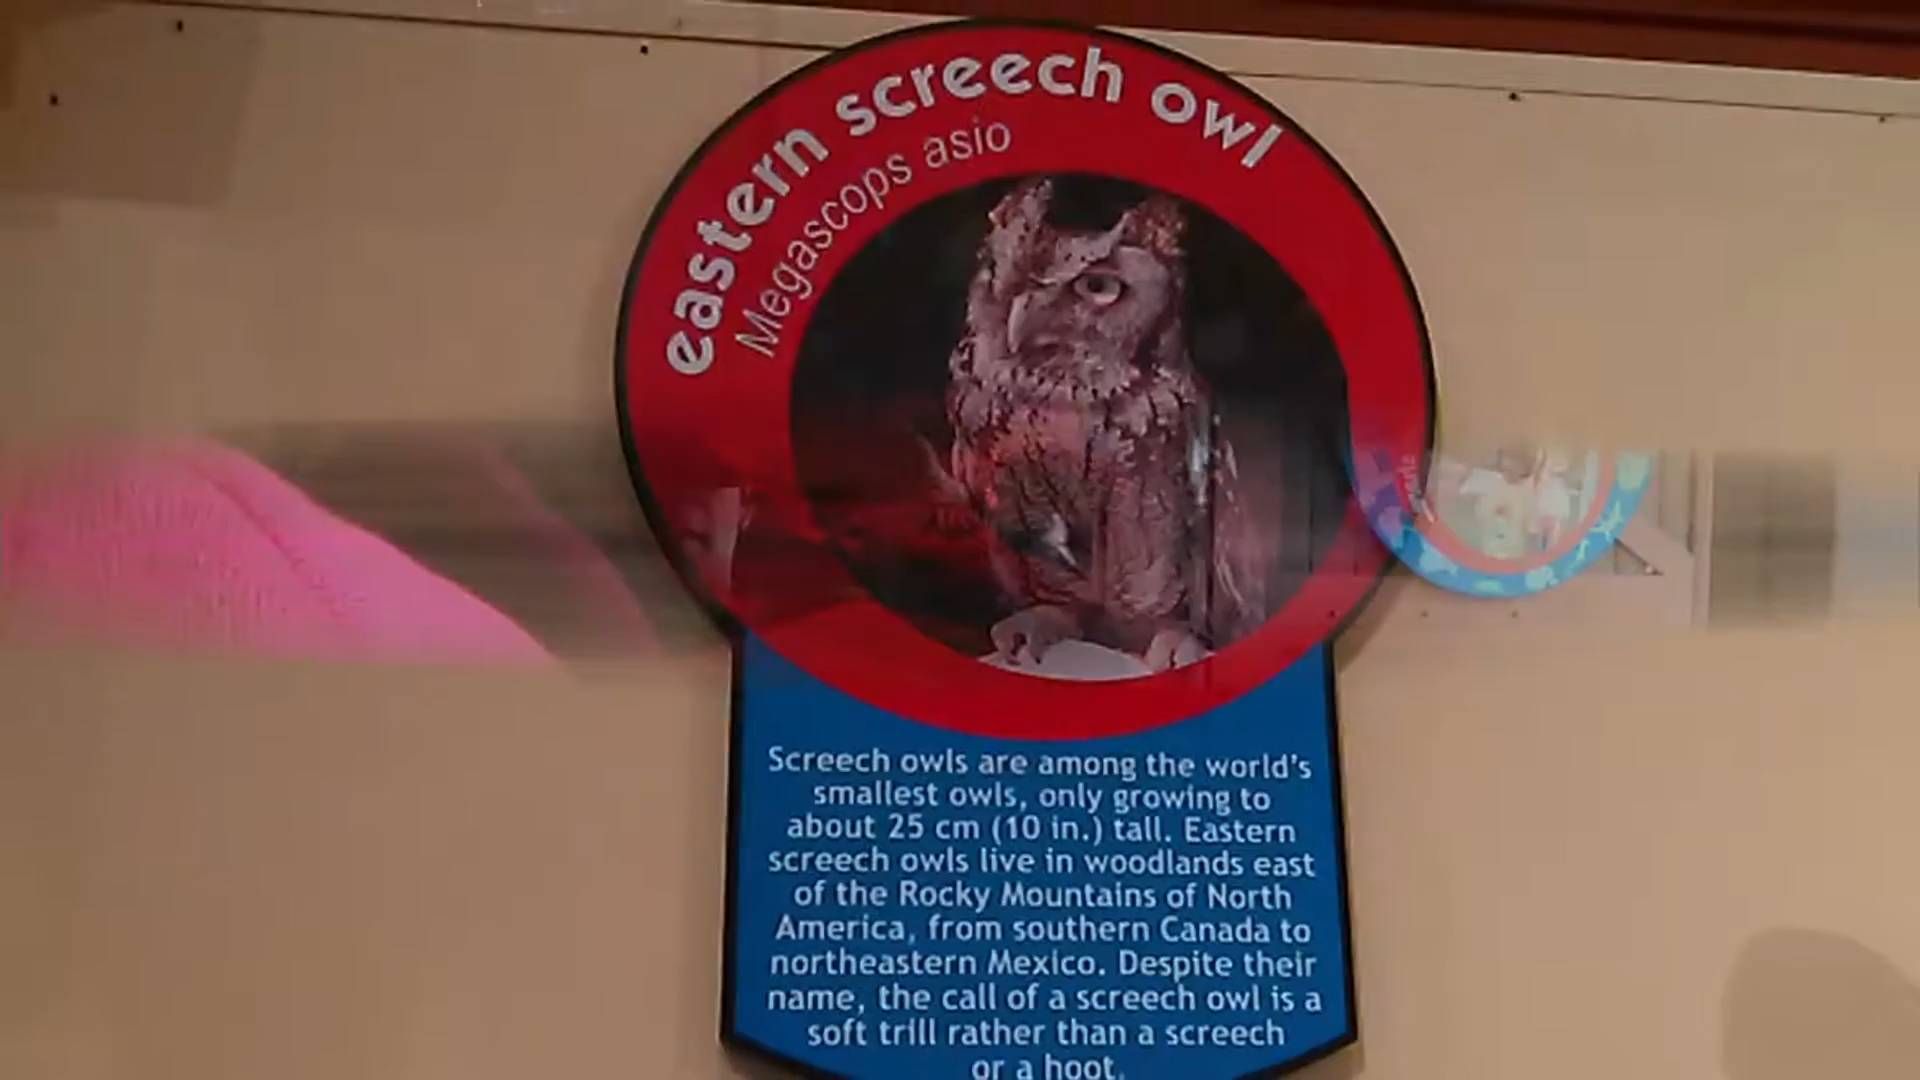 eastern screech owl
Megascops asio
Screech owls are among the world's
smallest owls, only growing to
about 25 cm (10 in.) tall. Eastern
screech owls live in woodlands east
of the Rocky Mountains of North
America, from southern Canada to
northeastern Mexico. Despite their
name, the call of a screech owl is a
soft trill rather than a screech
or a hoot.